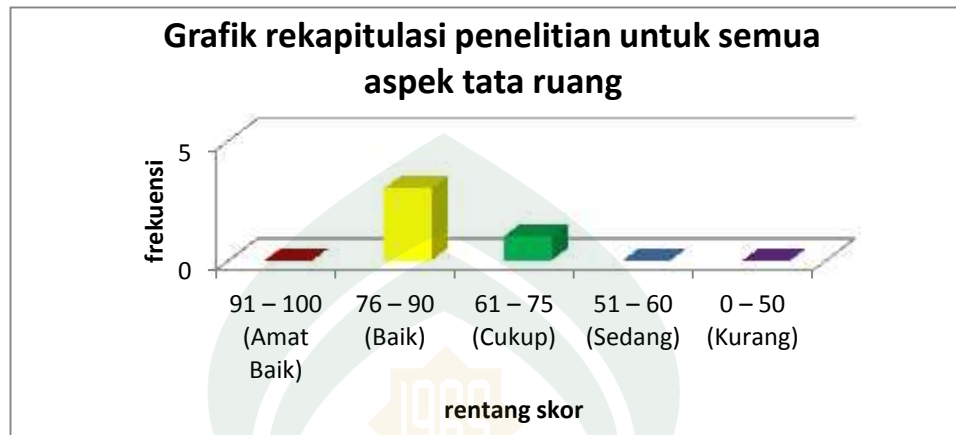 Grafik rekapitulasi penelitian untuk semua
aspek tata ruang
5
0
frekuensi
91 – 100
(Amat
Baik)
76 – 90
(Baik)
61 – 75
(Cukup)
51 – 60
(Sedang)
0 – 50
(Kurang)
rentang skor
1969